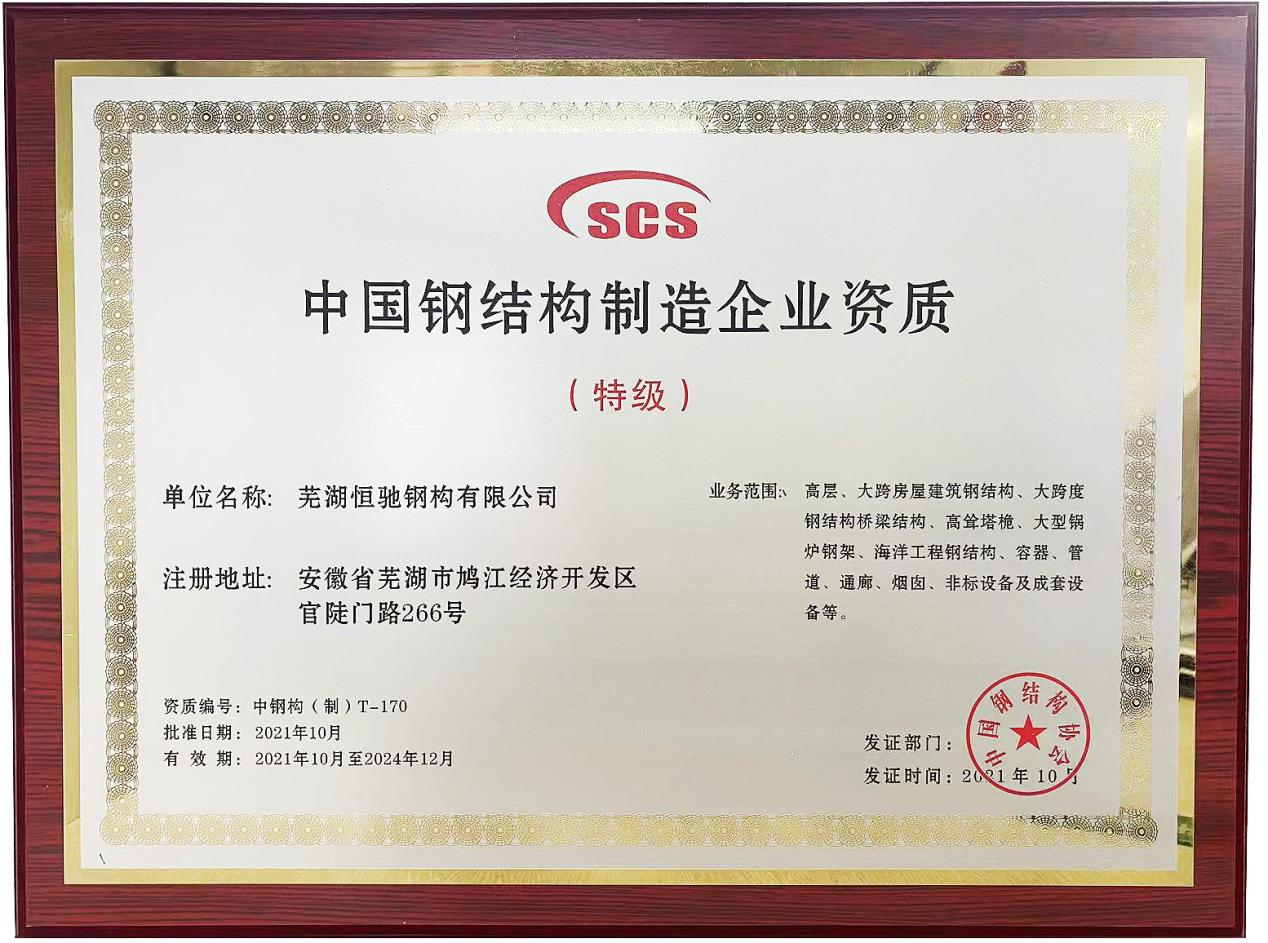 SCS
中国钢结构制造企业资质
（特级）
单位名称: 芜湖恒驰钢构有限公司
注册地址: 安徽省芜湖市鸠江经济开发区
官陡门路266号
业务范围:、高层、大跨房屋建筑钢结构、大跨度
钢结构桥梁结构、高耸塔桅、大型锅
炉钢架、海洋工程钢结构、容器、管
道、通廊、烟囱、非标设备及成套设
备等。
资质编号: 中钢构（制）T-170
批准日期: 2021年10月
有效期: 2021年10月至2024年12月
发证部门:
发证时间: 2021年10月
中国钢结构协会